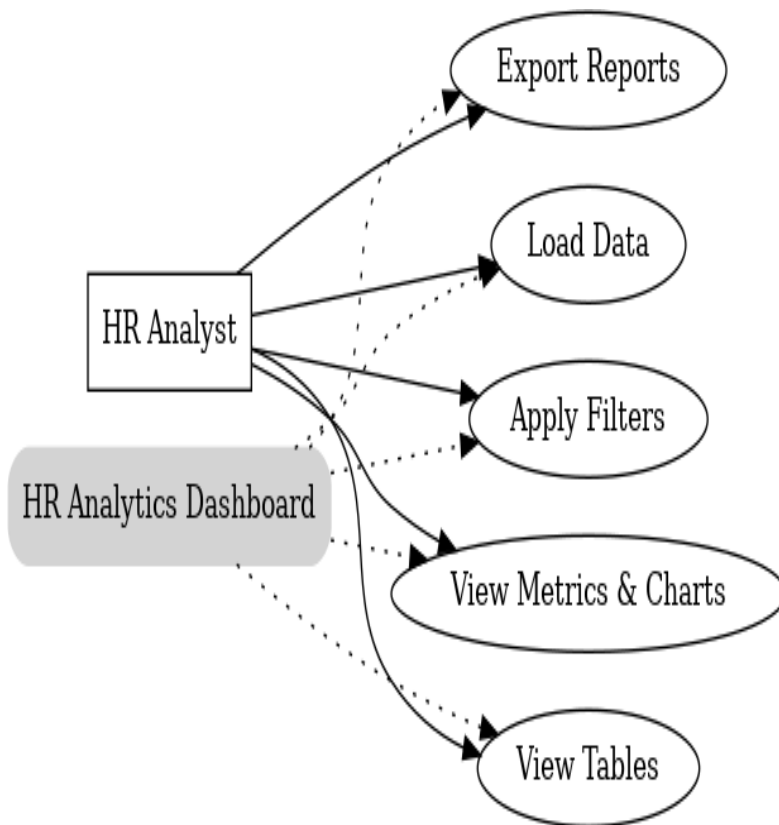 Export Reports
Load Data
HR Analyst
Apply Filters
HR Analytics Dashboard
View Metrics & Charts
View Tables